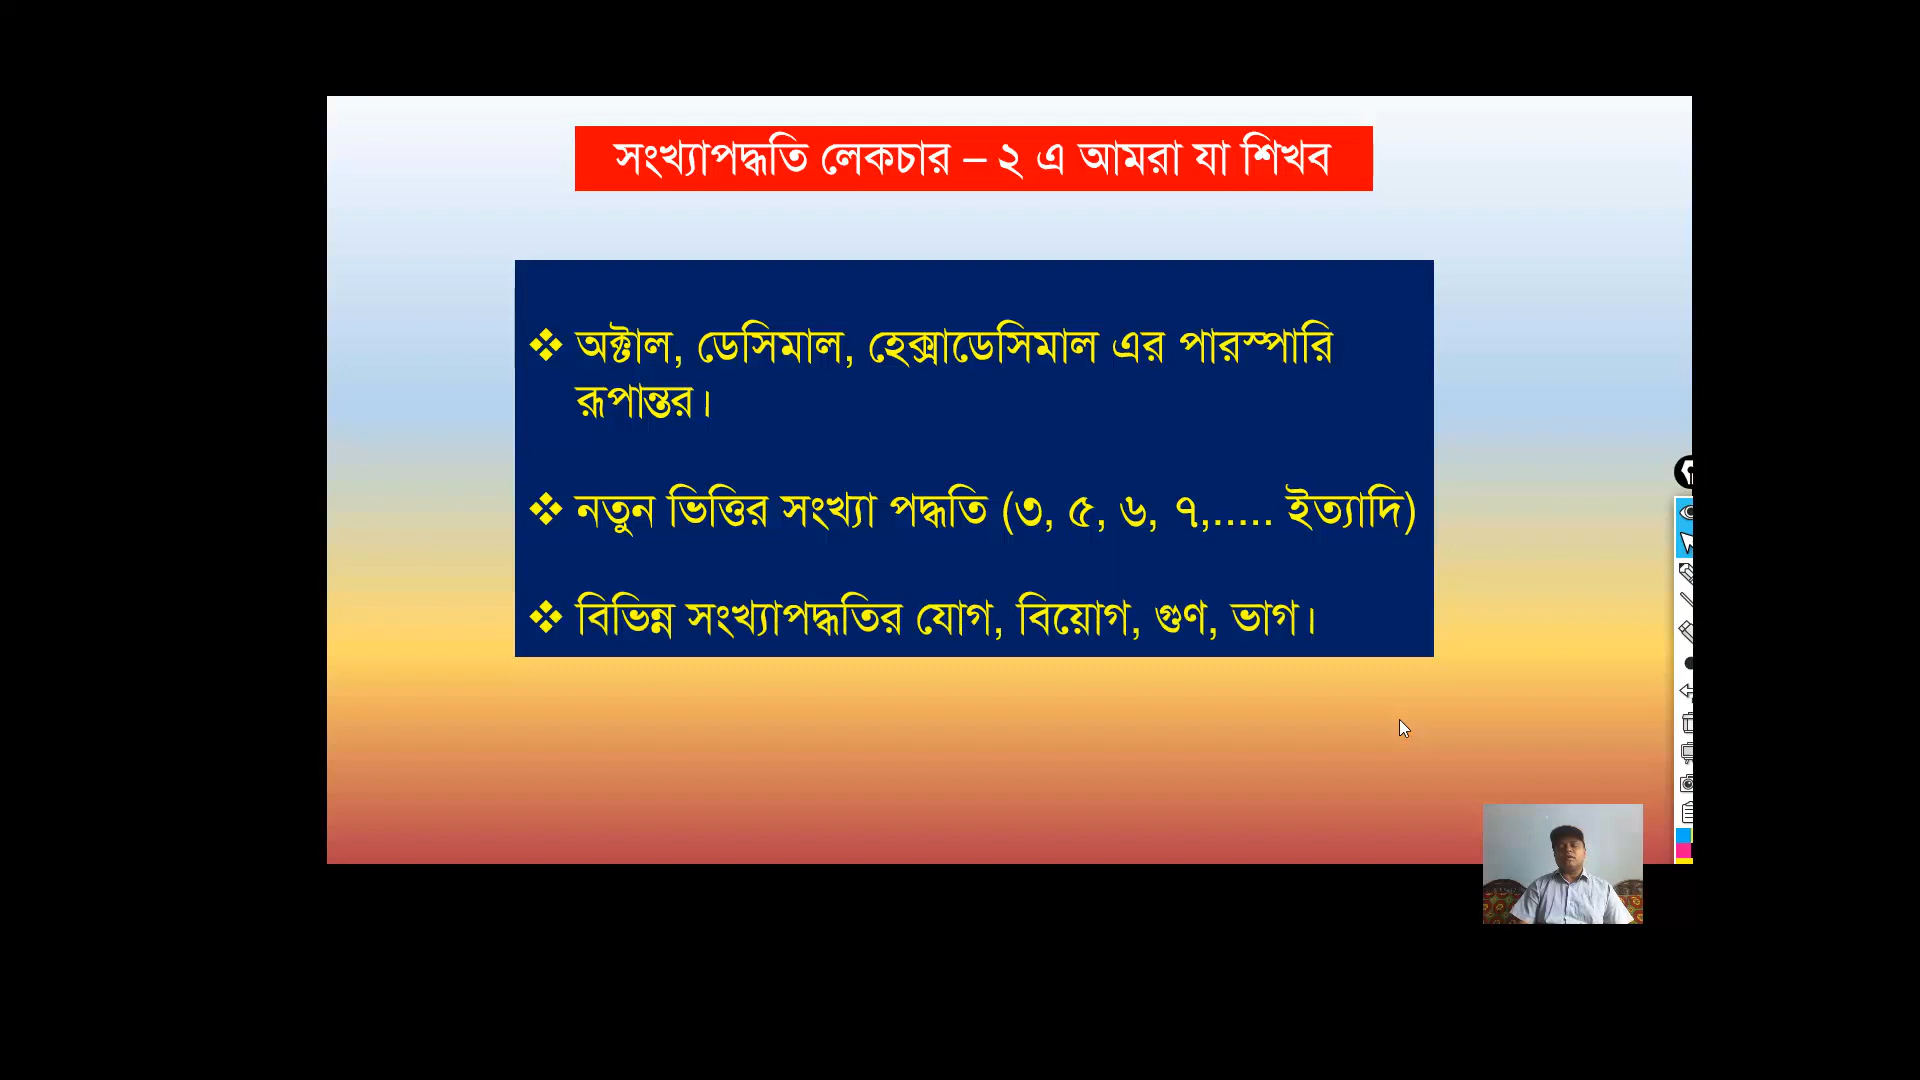 সংখ্যাপদ্ধতি লেকচার – ২ এ আমরা যা শিখব
❖ অক্টাল, ডেসিমাল, হেক্সাডেসিমাল এর পারস্পারি
রূপান্তর।
❖ নতুন ভিত্তির সংখ্যা পদ্ধতি (৩, ৫, ৬, ৭,..... ইত্যাদি)
❖ বিভিন্ন সংখ্যাপদ্ধতির যোগ, বিয়োগ, গুণ, ভাগ।